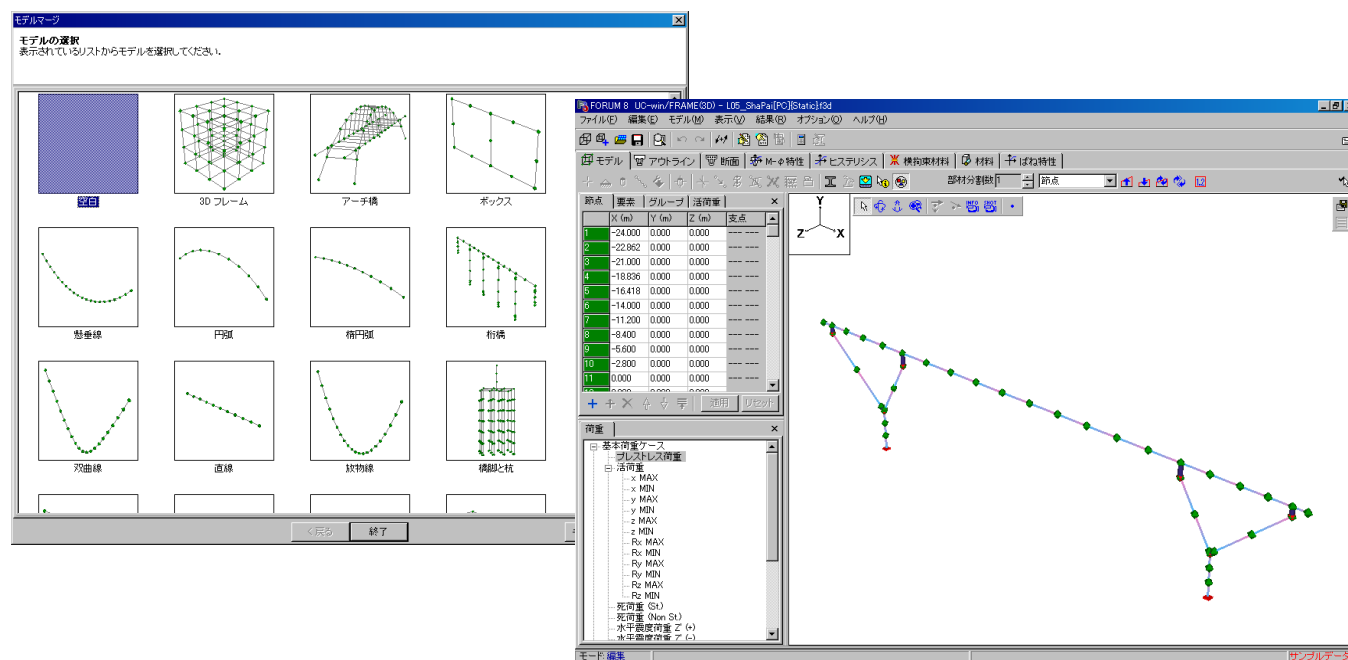 モデルマージ
モデルの選択
表示されているリストからモデルを選択してください.
空白
3D フレーム
アーチ橋
ボックス
懸垂線
円弧
楕円弧
桁橋
双曲線
直線
放物線
橋脚と杭
<戻る
終了
FORUM 8 UC-win/FRAME(3D) - L05_ShaPai[PC][Static].f3d
ファイル(F) 編集(E) モデル(M) 表示(V) 結果(R) オプション(O) ヘルプ(H)
モデル アウトライン 断面 M-φ特性 ヒステリシス 横拘束材料 材料 ばね特性
部材分割数 1 節点
節点 要素 グループ 活荷重
X (m) Y (m) Z (m) 支点
1 -24.000 0.000 0.000 --- ---
2 -22.862 0.000 0.000 --- ---
3 -21.000 0.000 0.000 --- ---
4 -18.836 0.000 0.000 --- ---
5 -16.418 0.000 0.000 --- ---
6 -14.000 0.000 0.000 --- ---
7 -11.200 0.000 0.000 --- ---
8 -8.400 0.000 0.000 --- ---
9 -5.600 0.000 0.000 --- ---
10 -2.800 0.000 0.000 --- ---
11 0.000 0.000 0.000 --- ---
適用 リセット
荷重
基本荷重ケース
プレストレス荷重
活荷重
x MAX
x MIN
y MAX
y MIN
z MAX
z MIN
Rx MAX
Rx MIN
Ry MAX
Ry MIN
Rz MAX
Rz MIN
死荷重 (St.)
死荷重 (Non St.)
水平震度荷重 Z' (+)
水平震度荷重 Z' (-)
Y
Z X
モード: 編集
サンプルデータ